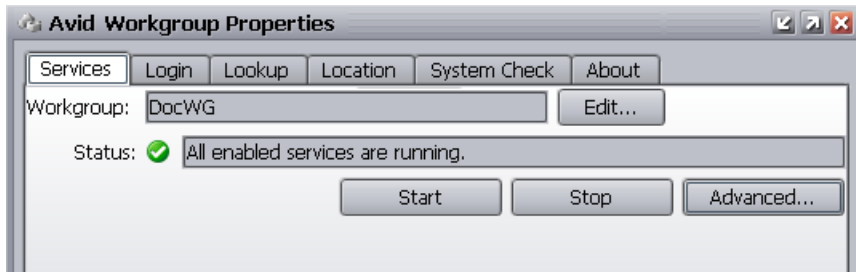 Avid Workgroup Properties
Services Login Lookup Location System Check About
Workgroup: DocWG Edit...
Status: All enabled services are running.
Start Stop Advanced...